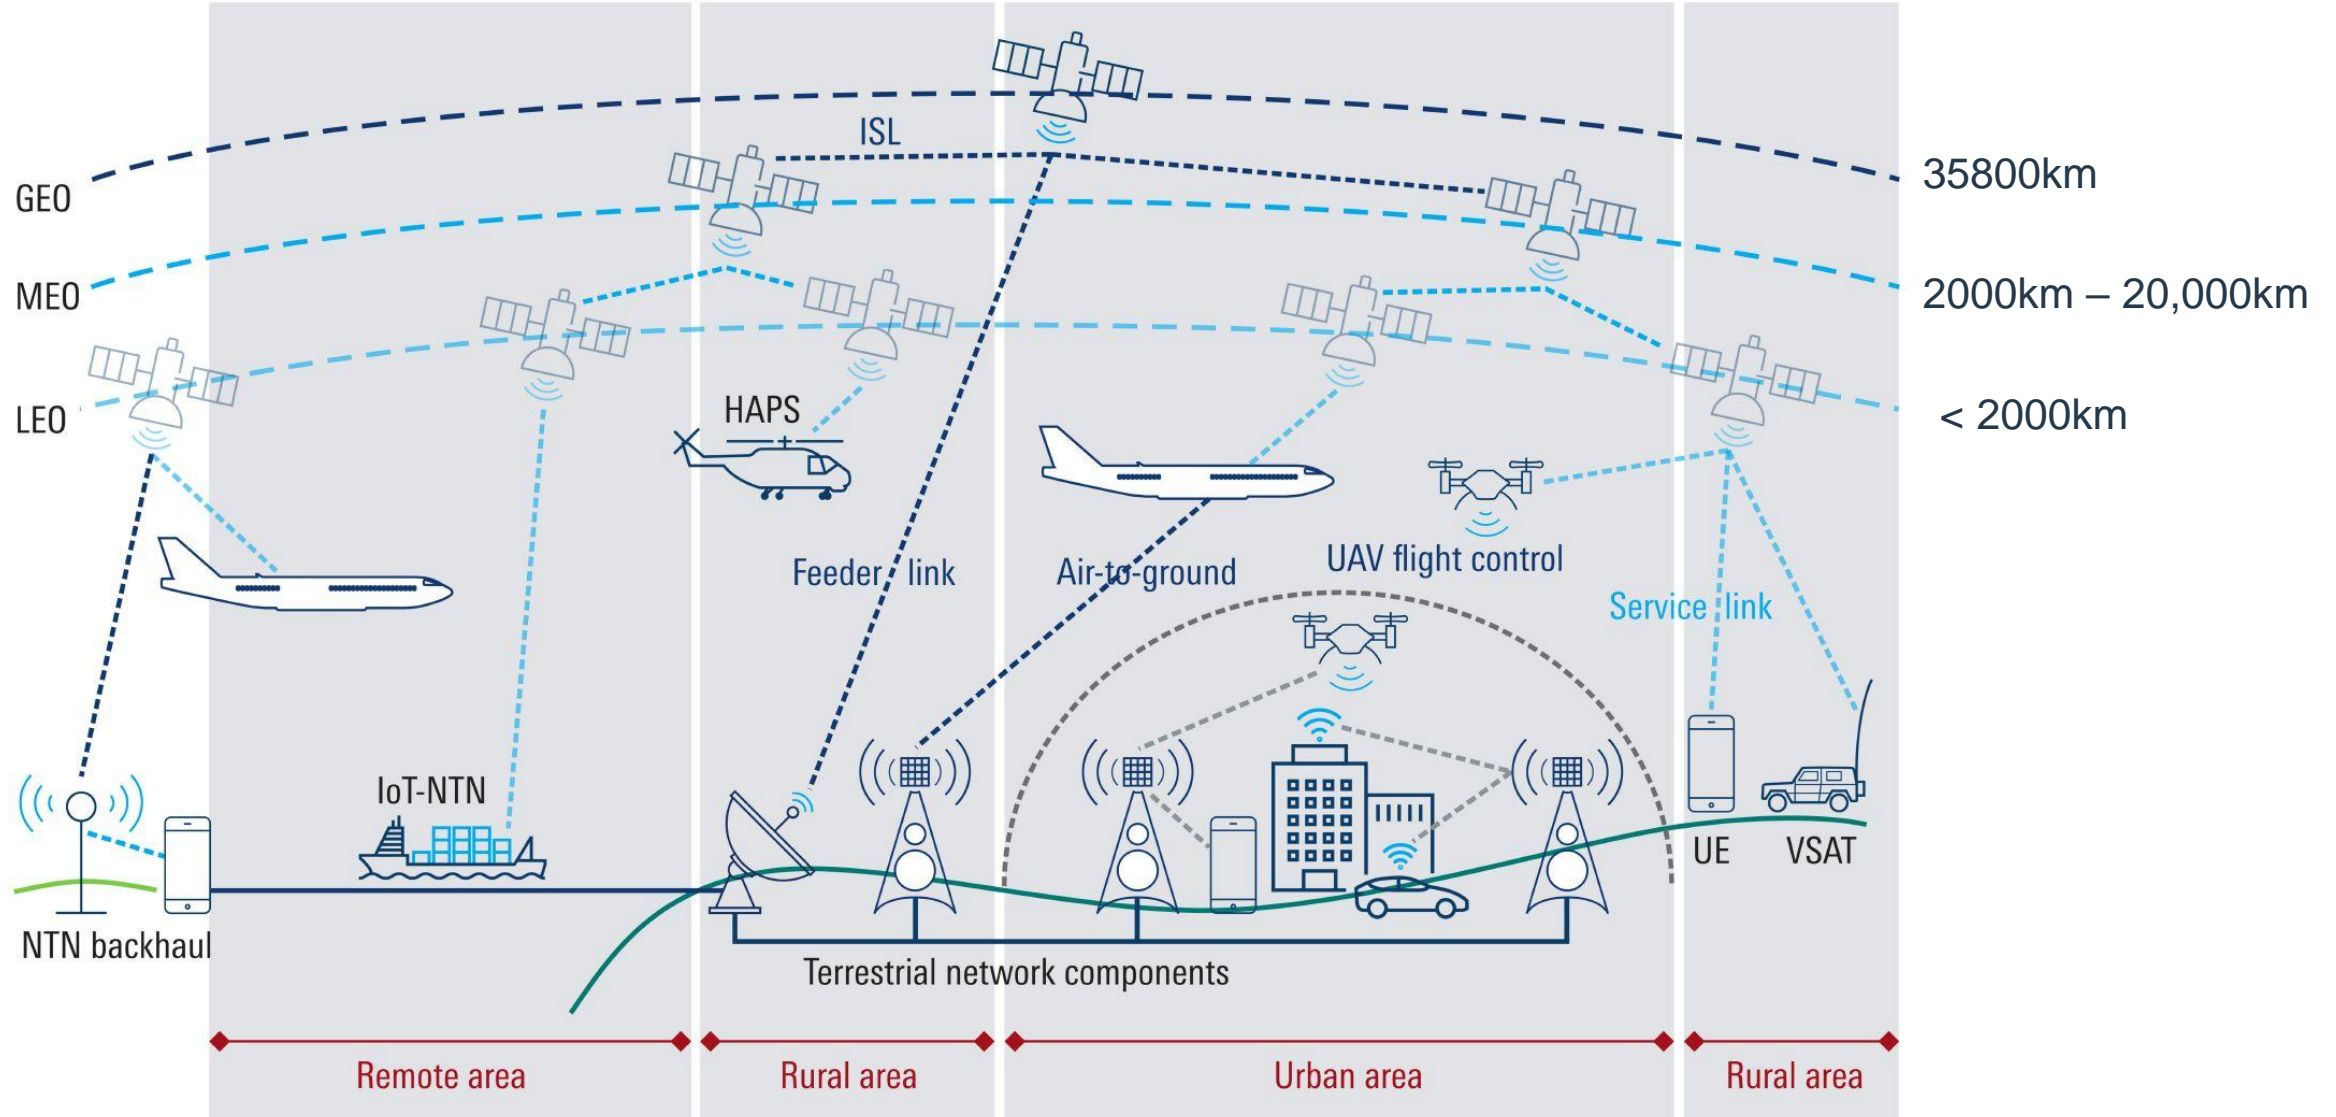 ISL
35800km
GEO
2000km – 20,000km
MEO
HAPS
< 2000km
LEO
Feeder link
Air-to-ground
UAV flight control
Service link
IoT-NTN
UE
VSAT
NTN backhaul
Terrestrial network components
Remote area
Rural area
Urban area
Rural area